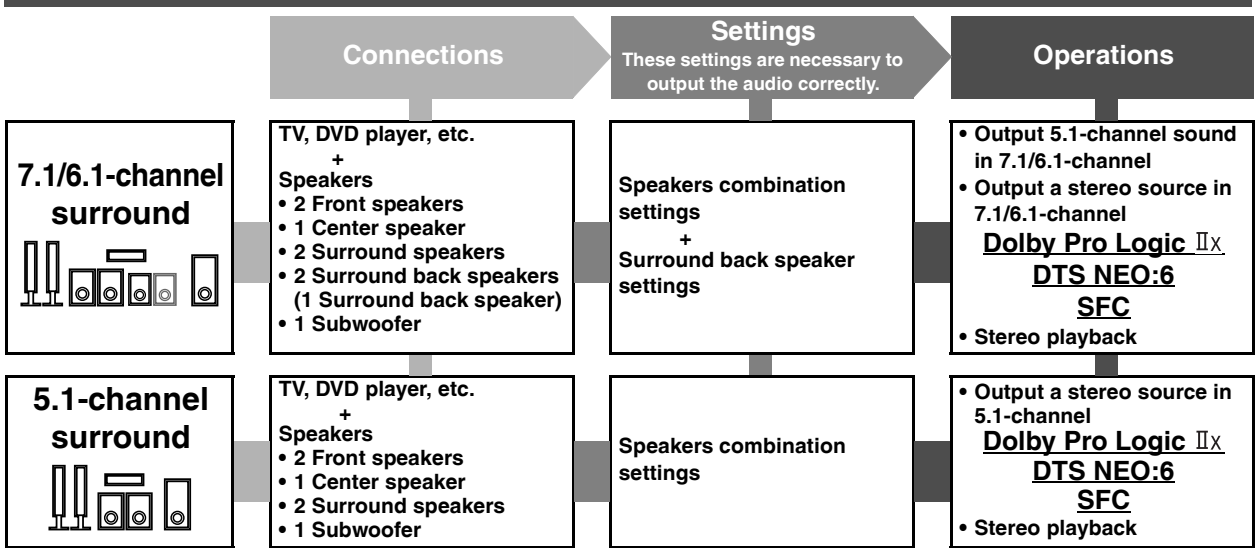 Connections
Settings
These settings are necessary to
output the audio correctly.
Operations
7.1/6.1-channel
surround
TV, DVD player, etc.
+
Speakers
• 2 Front speakers
• 1 Center speaker
• 2 Surround speakers
• 2 Surround back speakers
(1 Surround back speaker)
• 1 Subwoofer
Speakers combination
settings
+
Surround back speaker
settings
• Output 5.1-channel sound
in 7.1/6.1-channel
• Output a stereo source in
7.1/6.1-channel
Dolby Pro Logic Ⅱx
DTS NEO:6
SFC
• Stereo playback
5.1-channel
surround
TV, DVD player, etc.
+
Speakers
• 2 Front speakers
• 1 Center speaker
• 2 Surround speakers
• 1 Subwoofer
Speakers combination
settings
• Output a stereo source in
5.1-channel
Dolby Pro Logic Ⅱx
DTS NEO:6
SFC
• Stereo playback